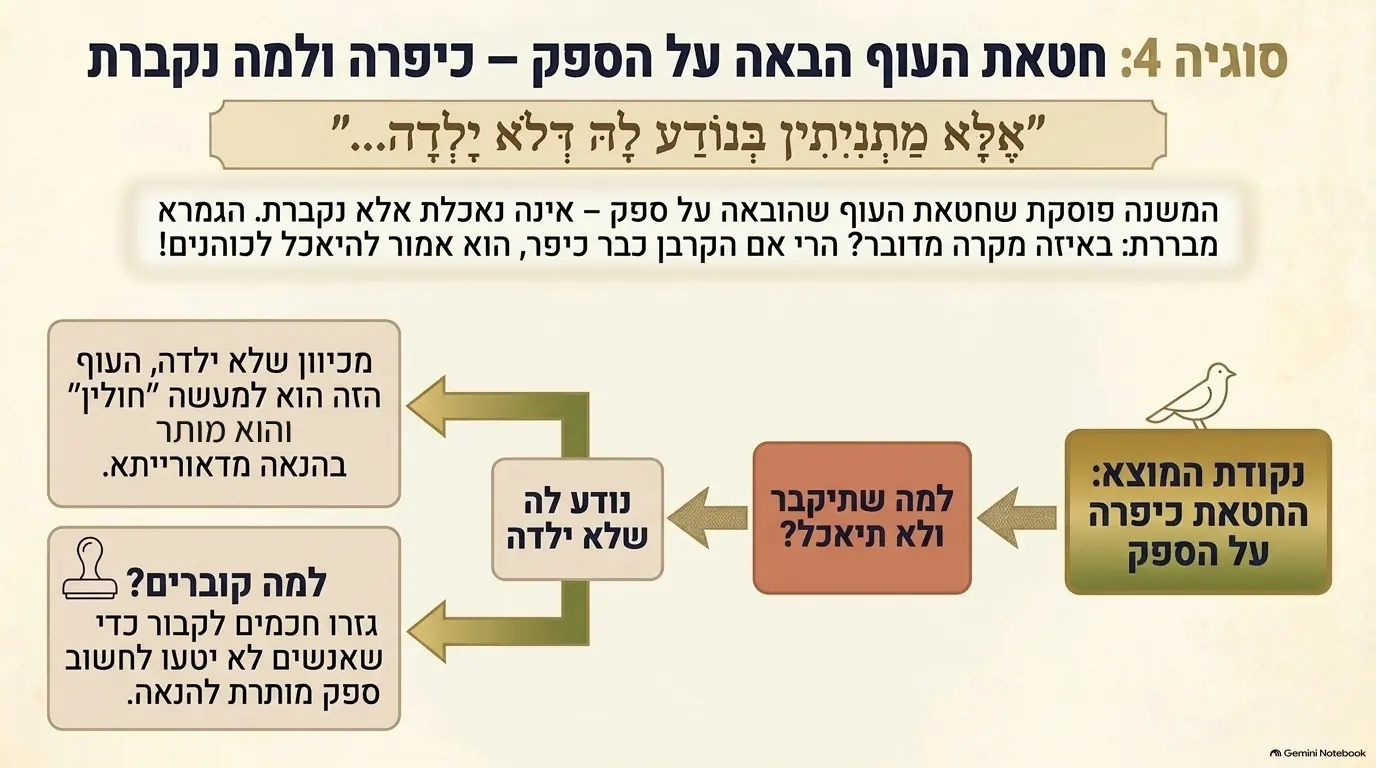 סוגיה 4: חטאת העוף הבאה על הספק – כיפרה ולמה נקברת
"אֶלָּא מַתְנִיתִין בְּנוֹדַע לָהּ דְּלֹא יָלְדָה..."
המשנה פוסקת שחטאת העוף שהובאה על ספק – אינה נאכלת אלא נקברת. הגמרא
מבררת: באיזה מקרה מדובר? הרי אם הקרבן כבר כיפר, הוא אמור להיאכל לכוהנים!
נקודת המוצא:
החטאת כיפרה
על הספק
למה שתיקבר
ולא תיאכל?
נודע לה
שלא ילדה
מכיוון שלא ילדה, העוף
הזה הוא למעשה "חולין"
והוא מותר
בהנאה מדאורייתא.
למה קוברים?
גזרו חכמים לקבור כדי
שאנשים לא יטעו לחשוב
ספק מותרת להנאה.
Gemini Notebook